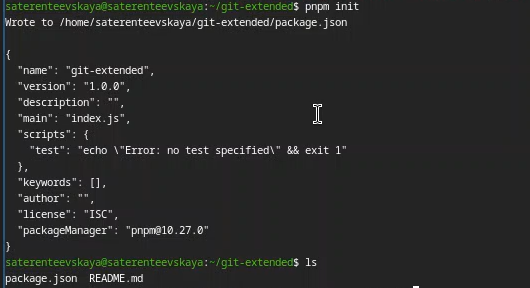 saterenteevskaya@saterenteevskaya:~/git-extended$ pnpm init
Wrote to /home/saterenteevskaya/git-extended/package.json

{
  "name": "git-extended",
  "version": "1.0.0",
  "description": "",
  "main": "index.js",
  "scripts": {
    "test": "echo \"Error: no test specified\" && exit 1"
  },
  "keywords": [],
  "author": "",
  "license": "ISC",
  "packageManager": "pnpm@10.27.0"
}
saterenteevskaya@saterenteevskaya:~/git-extended$ ls
package.json  README.md